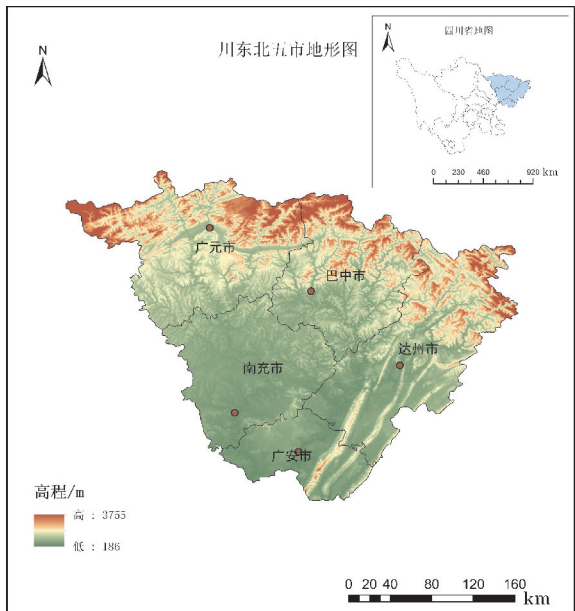 N
川东北五市地形图
N
四川省地图
0 230 460 920
km
广元市
巴中市
达州市
南充市
广安市
高程/m
高 : 3755
低 : 186
0 20 40 80 120 160
km